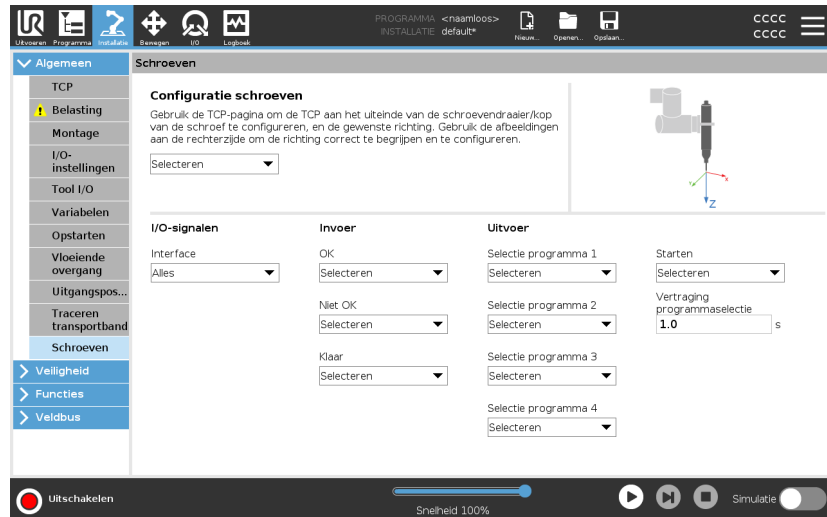 UR
Uitvoeren
Programma
Installatie
Bewegen
I/O
Logboek
PROGRAMMA <naamloos>
INSTALLATIE default*
Nieuw...
Openen...
Opslaan...
cccc
cccc
Algemeen
TCP
Belasting
Montage
I/O-
instellingen
Tool I/O
Variabelen
Opstarten
Vloeiende
overgang
Uitgangspos...
Traceren
transportband
Schroeven
Veiligheid
Functies
Veldbus
Schroeven
Configuratie schroeven
Gebruik de TCP-pagina om de TCP aan het uiteinde van de schroevendraaier/kop
van de schroef te configureren, en de gewenste richting. Gebruik de afbeeldingen
aan de rechterzijde om de richting correct te begrijpen en te configureren.
Selecteren
Y
X
Z
I/O-signalen
Interface
Alles
Invoer
OK
Selecteren
Niet OK
Selecteren
Klaar
Selecteren
Uitvoer
Selectie programma 1
Selecteren
Selectie programma 2
Selecteren
Selectie programma 3
Selecteren
Selectie programma 4
Selecteren
Starten
Selecteren
Vertraging
programmaselectie
1.0 s
Uitschakelen
Snelheid 100%
Simulatie